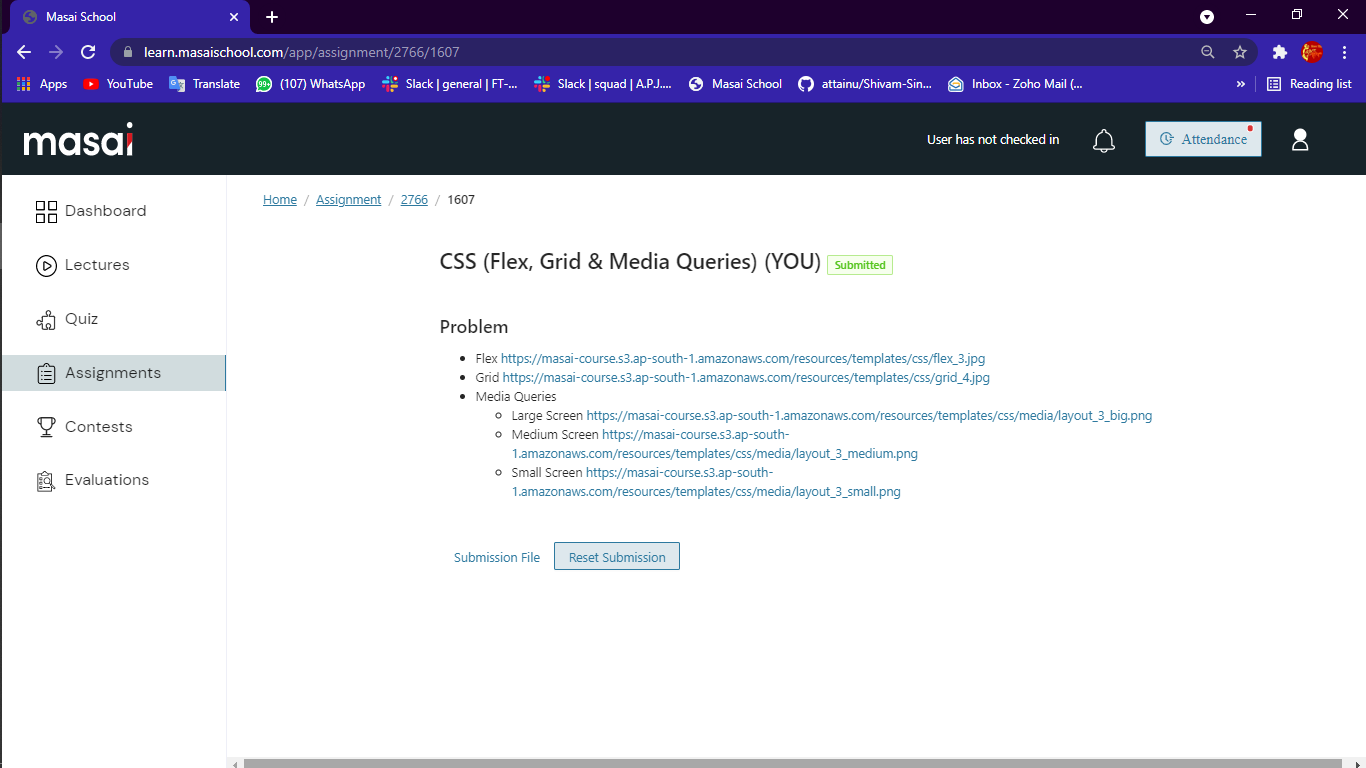 Masai School
learn.masaischool.com/app/assignment/2766/1607
Apps YouTube Translate (107) WhatsApp Slack | general | FT-... Slack | squad | A.P.J.... Masai School attainu/Shivam-Sin... Inbox - Zoho Mail (... » Reading list
masai User has not checked in Attendance
Home / Assignment / 2766 / 1607
Dashboard
Lectures
Quiz
Assignments
Contests
Evaluations
CSS (Flex, Grid & Media Queries) (YOU) Submitted
Problem
Flex https://masai-course.s3.ap-south-1.amazonaws.com/resources/templates/css/flex_3.jpg
Grid https://masai-course.s3.ap-south-1.amazonaws.com/resources/templates/css/grid_4.jpg
Media Queries
Large Screen https://masai-course.s3.ap-south-1.amazonaws.com/resources/templates/css/media/layout_3_big.png
Medium Screen https://masai-course.s3.ap-south-
1.amazonaws.com/resources/templates/css/media/layout_3_medium.png
Small Screen https://masai-course.s3.ap-south-
1.amazonaws.com/resources/templates/css/media/layout_3_small.png
Submission File Reset Submission